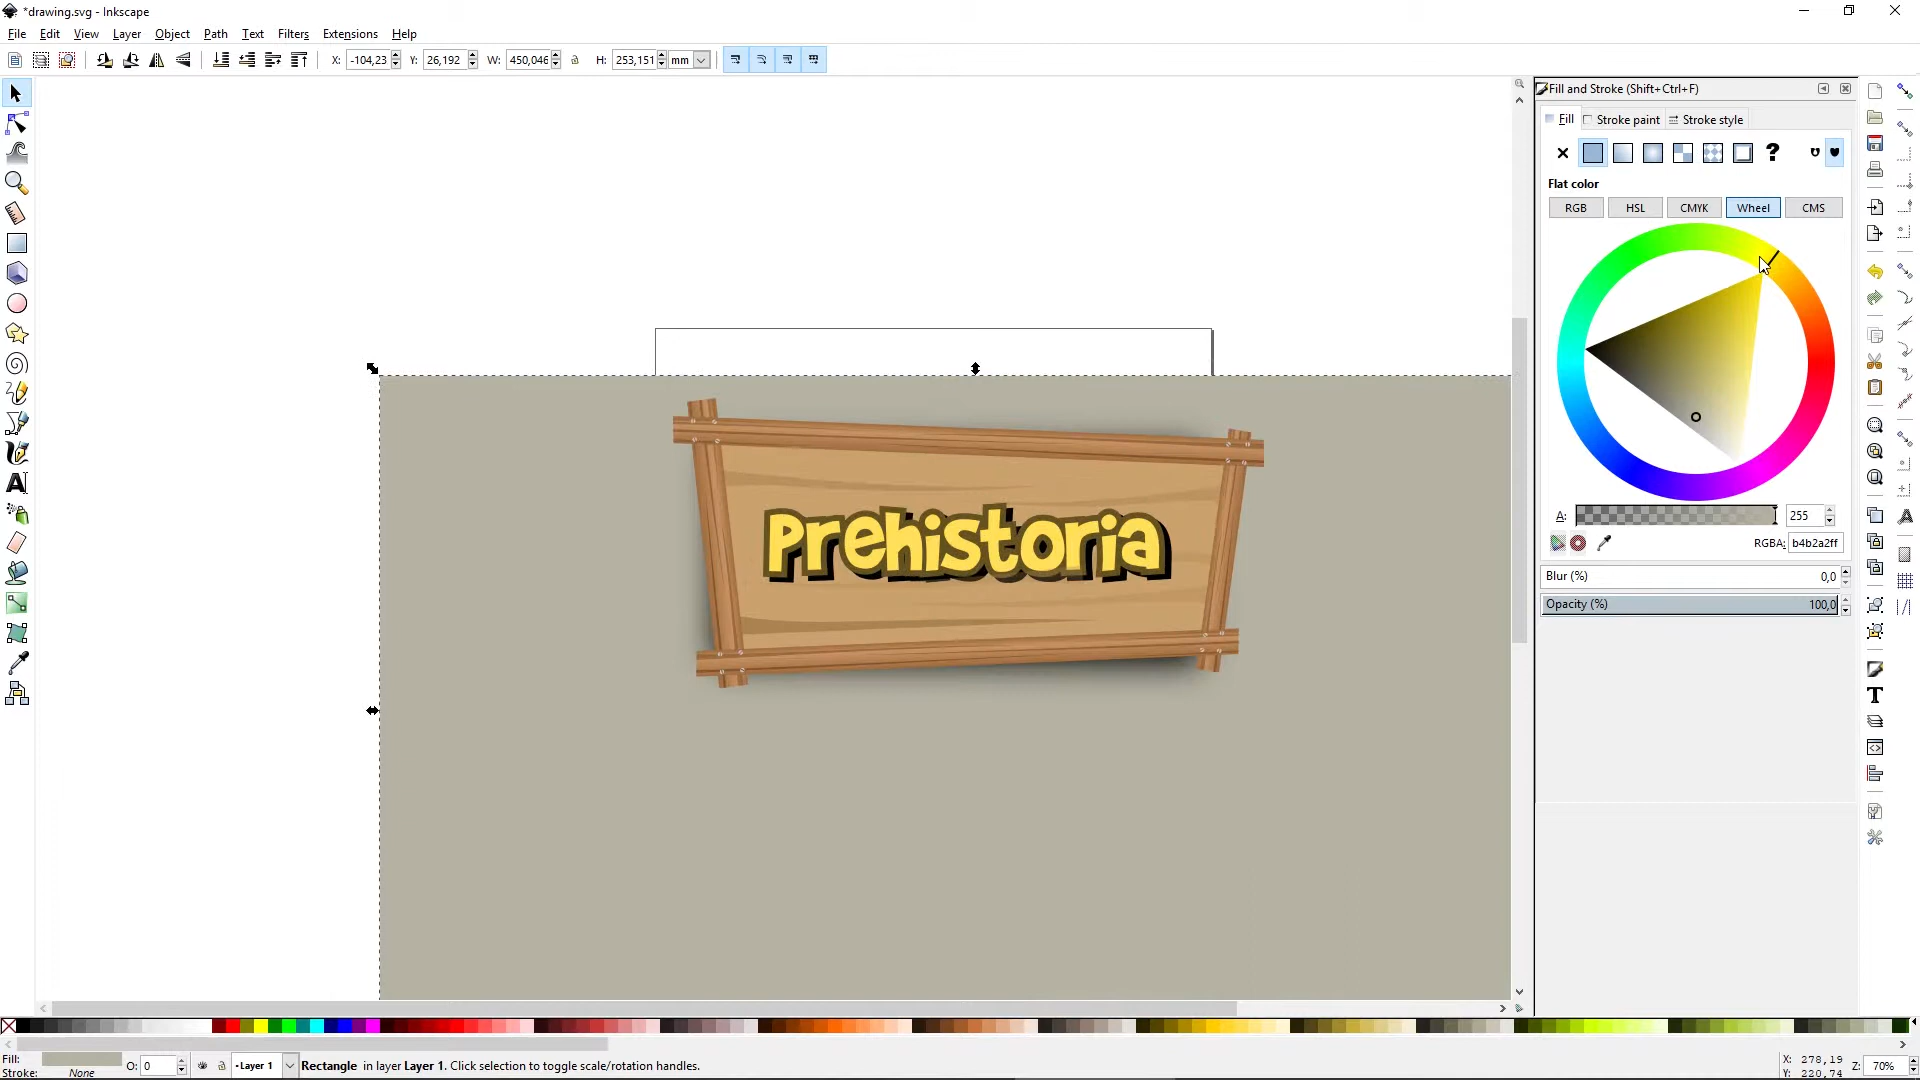 *drawing.svg - Inkscape
File Edit View Layer Object Path Text Filters Extensions Help
X: -104,23 Y: 26,192 W: 450,046 H: 253,151 mm
Fill and Stroke (Shift+Ctrl+F)
Fill Stroke paint Stroke style
Flat color
RGB HSL CMYK Wheel CMS
A: 255
RGBA: b4b2a2ff
Blur (%) 0,0
Opacity (%) 100,0
Prehistoria
Fill:
Stroke: None
O: 0
Layer 1
Rectangle in layer Layer 1. Click selection to toggle scale/rotation handles.
X: 278,19
Y: 220,74
Z: 70%